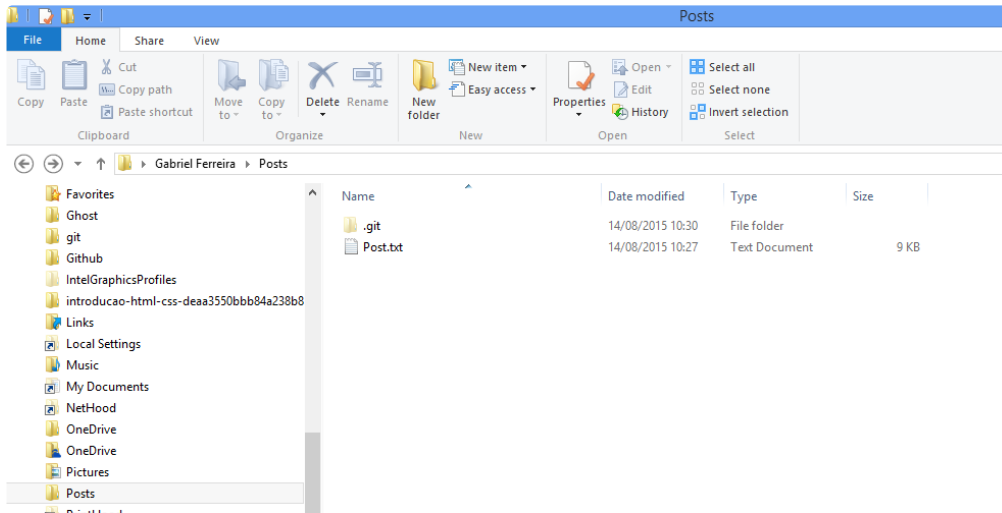 Posts
File Home Share View
Copy
Paste
Cut
Copy path
Paste shortcut
Clipboard
Move to
Copy to
Delete
Rename
Organize
New folder
New item
Easy access
New
Properties
Open
Edit
History
Open
Select all
Select none
Invert selection
Select
Gabriel Ferreira Posts
Favorites
Ghost
git
Github
IntelGraphicsProfiles
introducao-html-css-deaa3550bbb84a238b8
Links
Local Settings
Music
My Documents
NetHood
OneDrive
OneDrive
Pictures
Posts
Name Date modified Type Size
.git 14/08/2015 10:30 File folder
Post.txt 14/08/2015 10:27 Text Document 9 KB